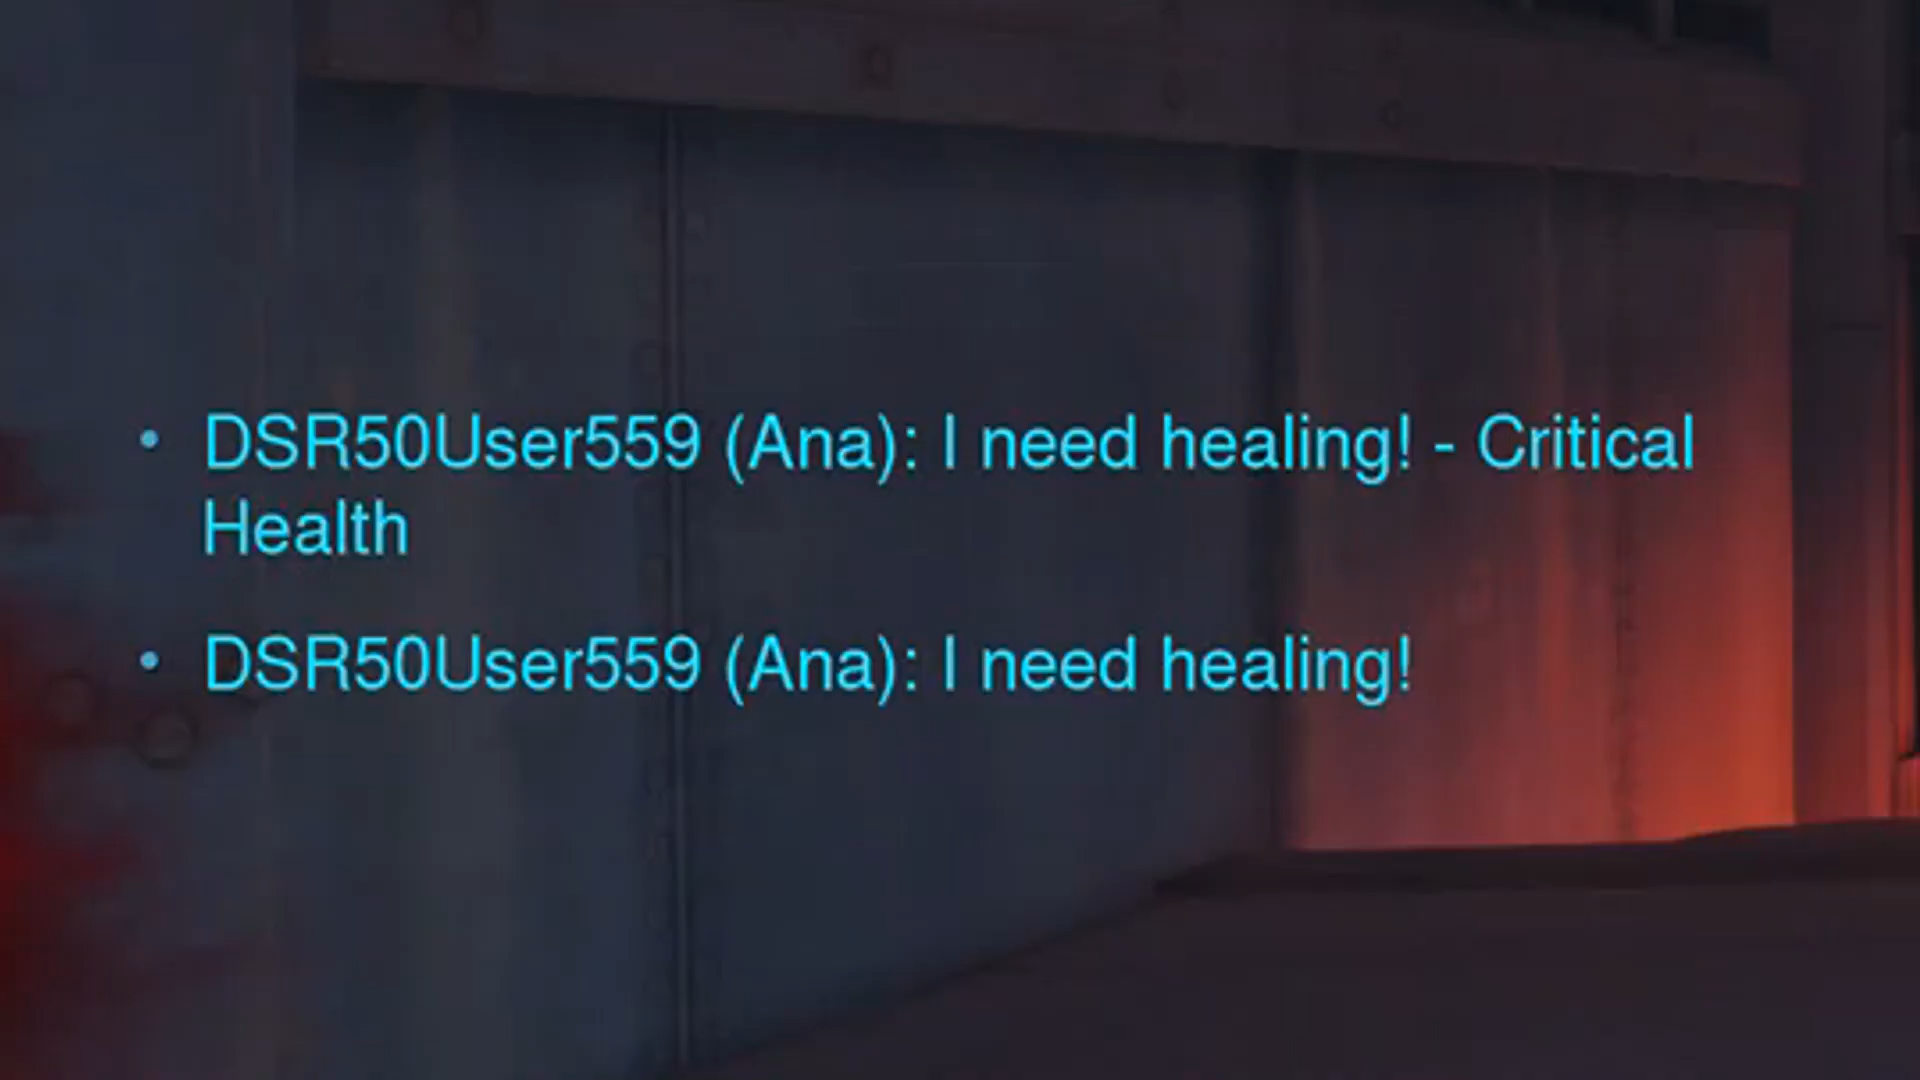 • DSR50User559 (Ana): I need healing! - Critical
Health
• DSR50User559 (Ana): I need healing!